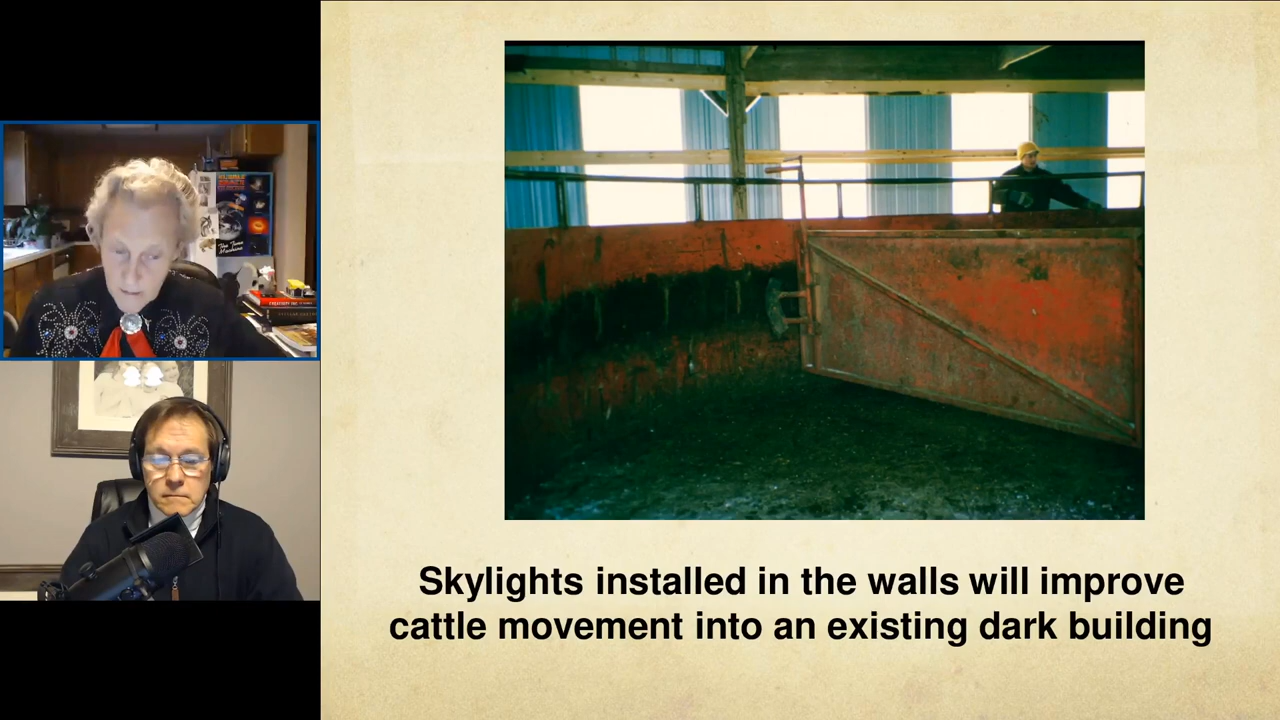 Skylights installed in the walls will improve
cattle movement into an existing dark building